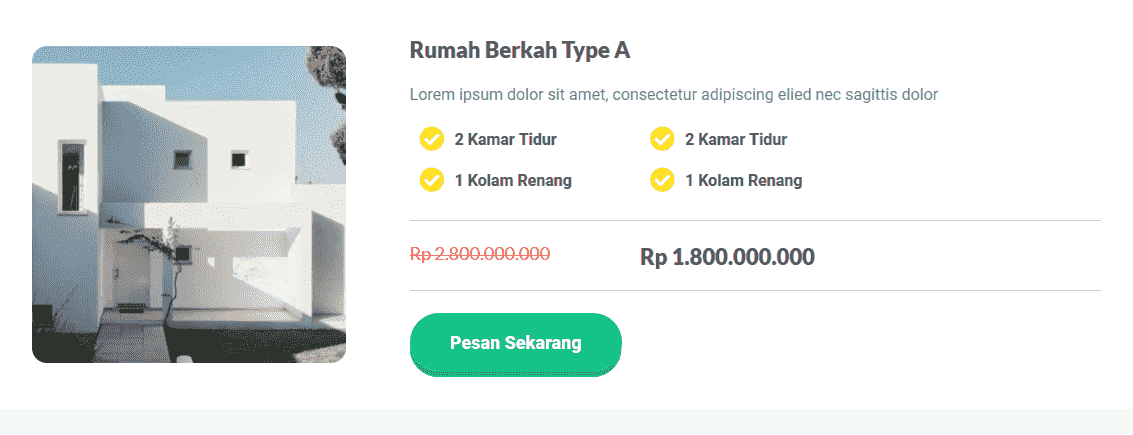 Rumah Berkah Type A
Lorem ipsum dolor sit amet, consectetur adipiscing elied nec sagittis dolor
2 Kamar Tidur
2 Kamar Tidur
1 Kolam Renang
1 Kolam Renang
Rp 2.800.000.000
Rp 1.800.000.000
Pesan Sekarang